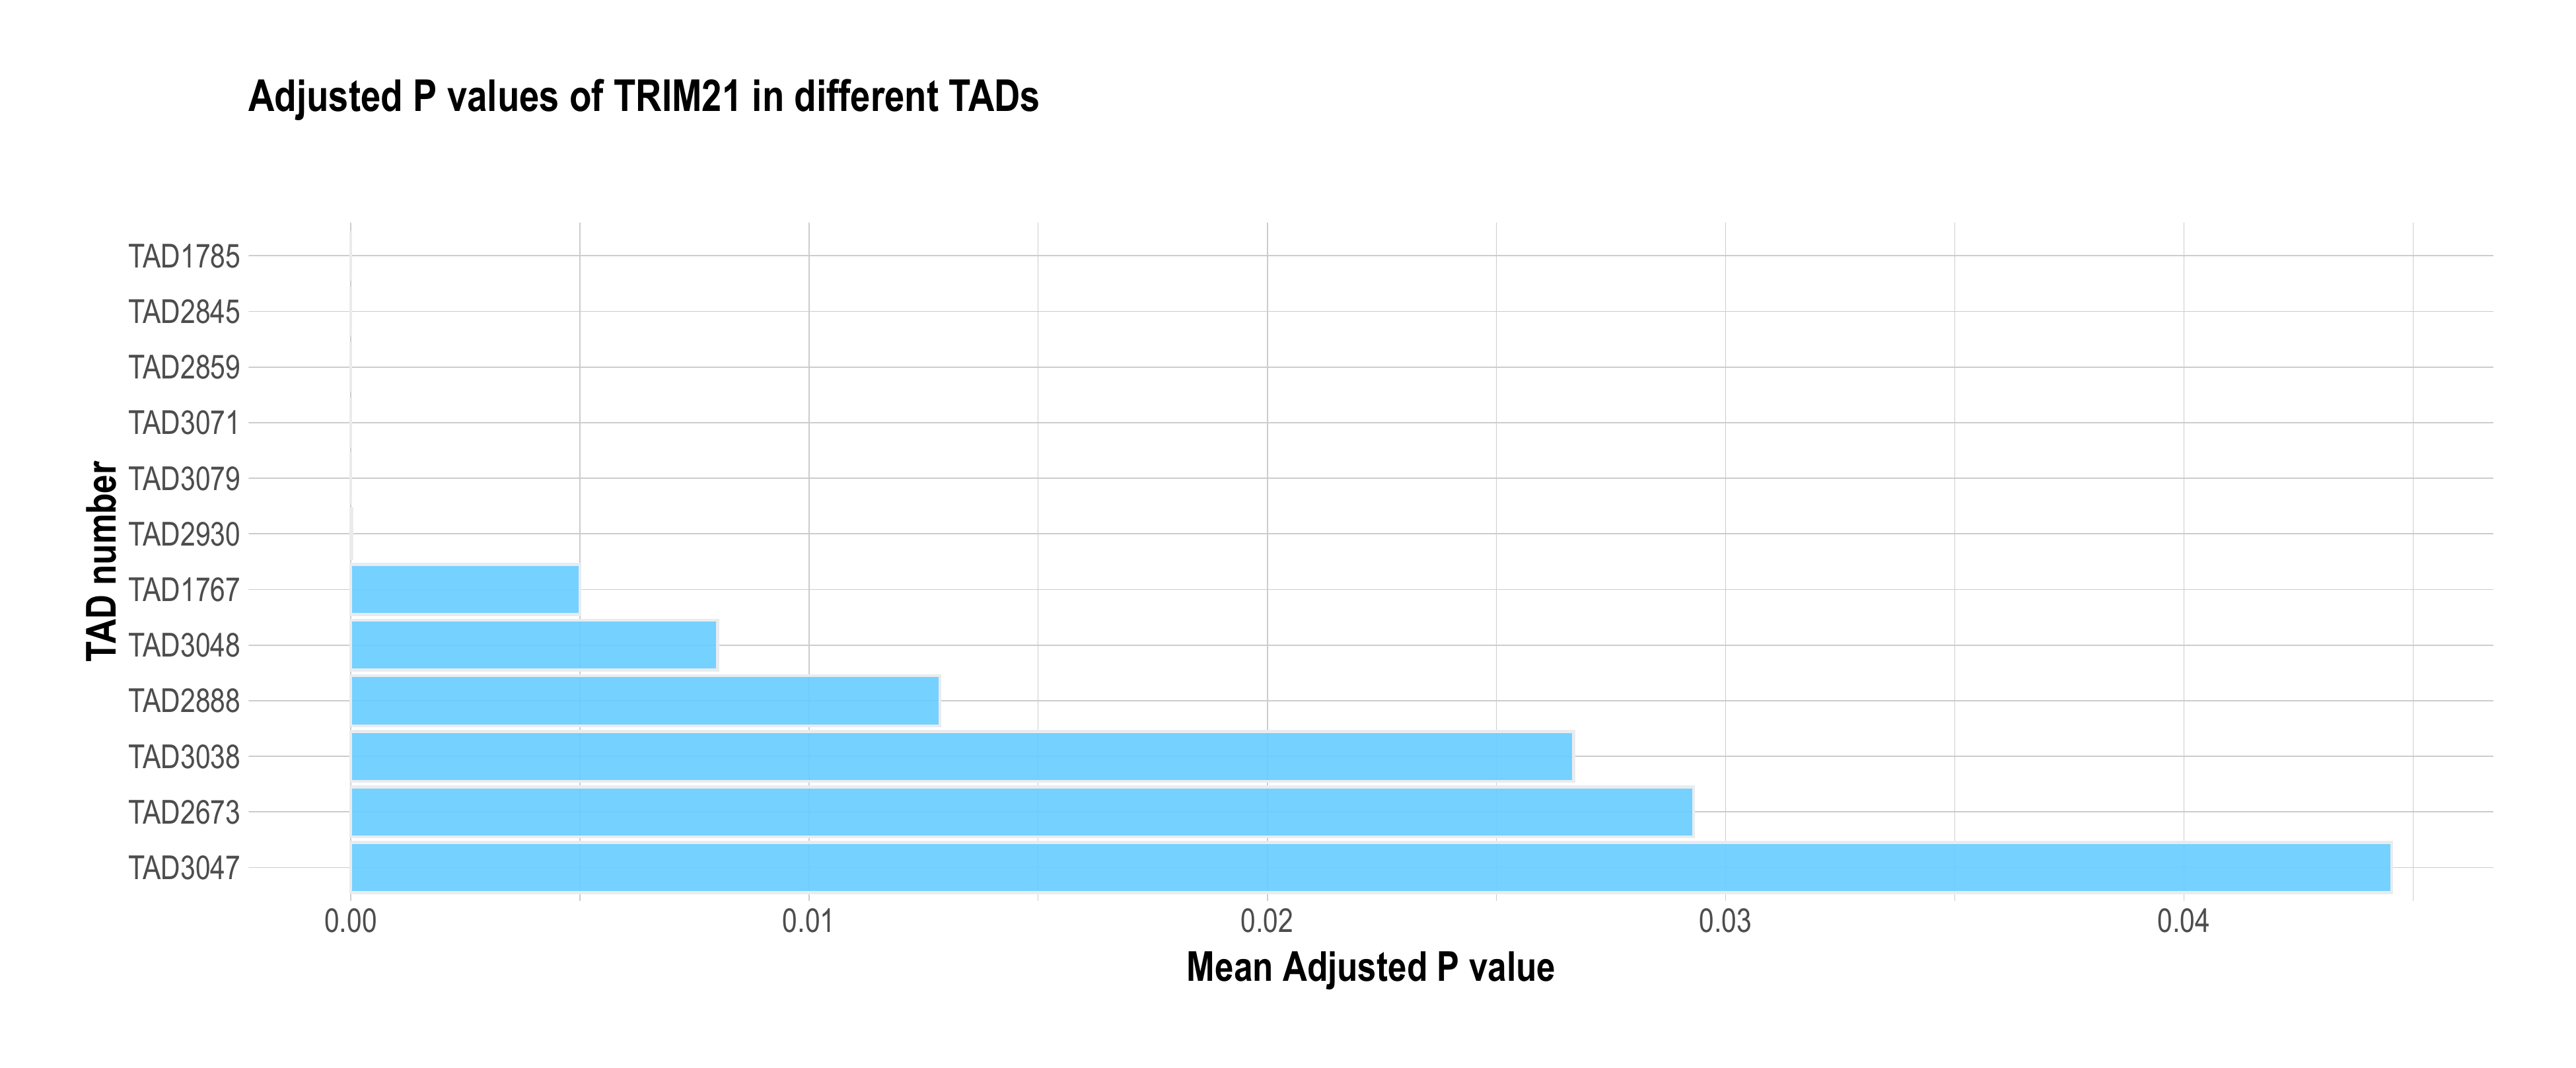 Adjusted P values of TRIM21 in different TADs
TAD number
TAD1785
TAD2845
TAD2859
TAD3071
TAD3079
TAD2930
TAD1767
TAD3048
TAD2888
TAD3038
TAD2673
TAD3047
0.00 0.01 0.02 0.03 0.04
Mean Adjusted P value